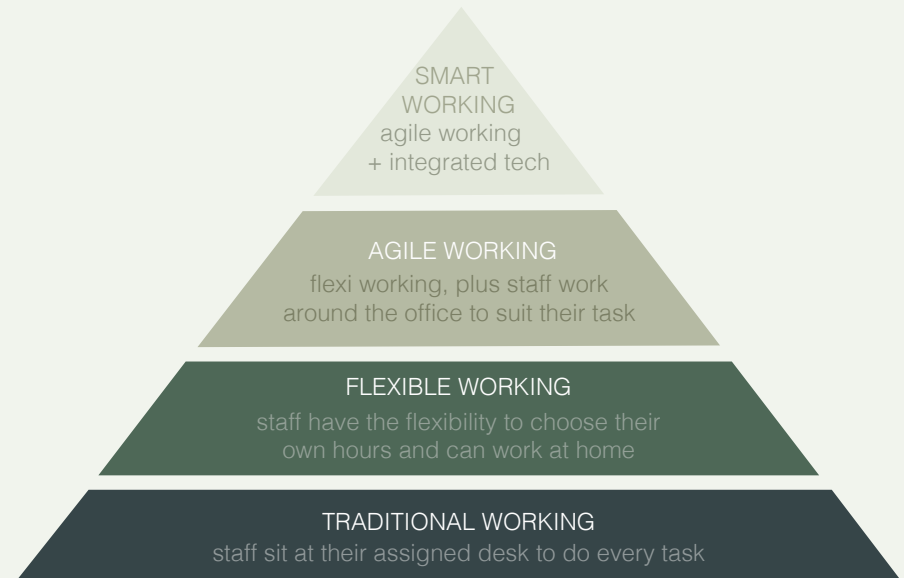 SMART
WORKING
agile working
+ integrated tech
AGILE WORKING
flexi working, plus staff work
around the office to suit their task
FLEXIBLE WORKING
staff have the flexibility to choose their
own hours and can work at home
TRADITIONAL WORKING
staff sit at their assigned desk to do every task